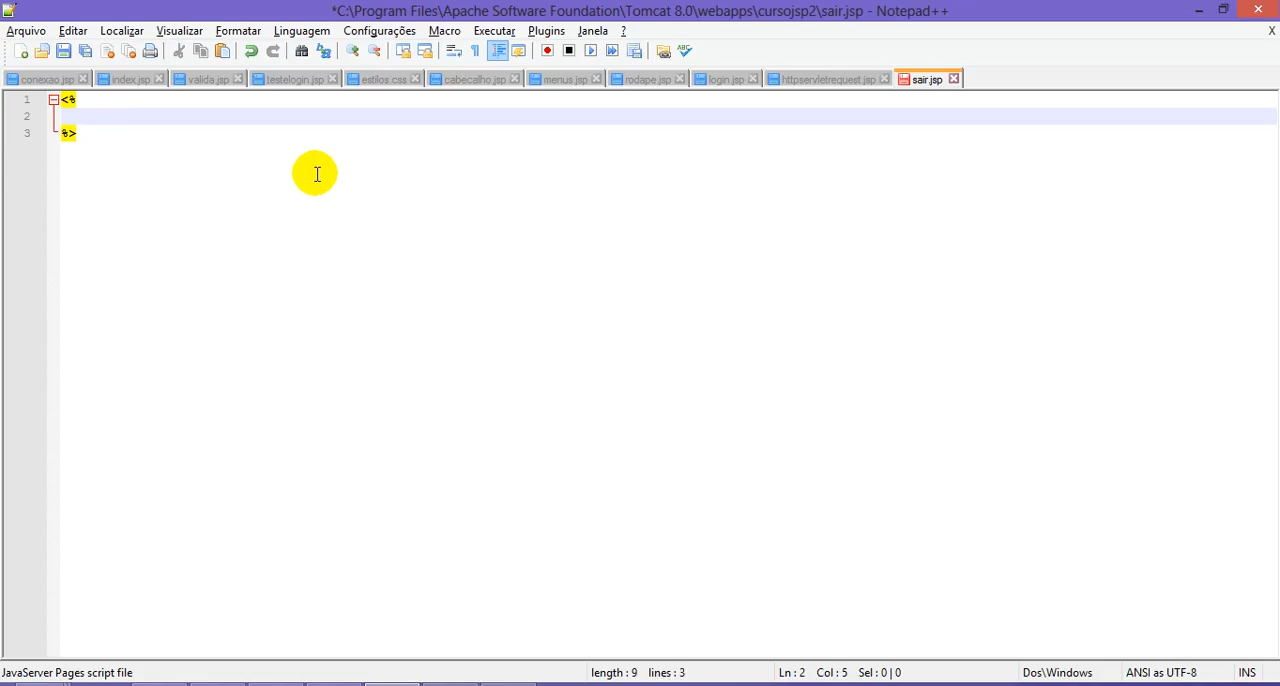 *C:\Program Files\Apache Software Foundation\Tomcat 8.0\webapps\cursojsp2\sair.jsp - Notepad++
Arquivo Editar Localizar Visualizar Formatar Linguagem Configurações Macro Executar Plugins Janela ? X
conexao.jsp index.jsp valida.jsp testelogin.jsp estilos.css cabecalho.jsp menus.jsp rodape.jsp login.jsp httpservletrequest.jsp sair.jsp
1 <%
2
3 %>
JavaServer Pages script file length : 9 lines : 3 Ln : 2 Col : 5 Sel : 0 | 0 Dos\Windows ANSI as UTF-8 INS